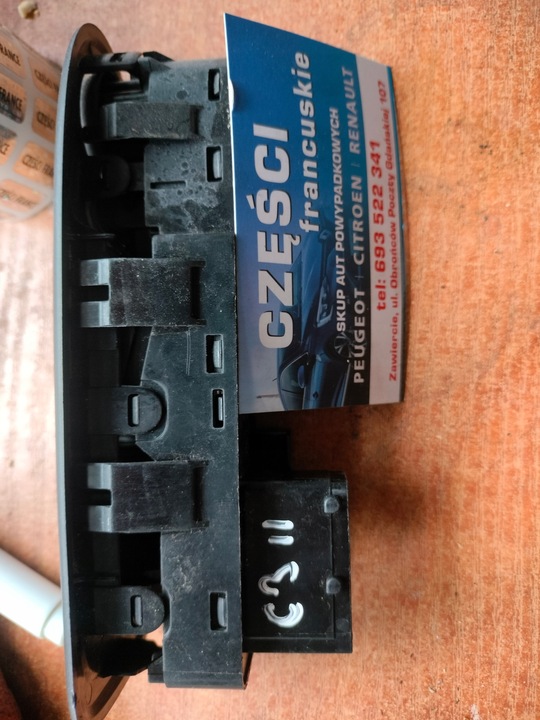 CZĘŚCI
francuskie
SKUP AUT POWYPADKOWYCH
PEUGEOT CITROEN / RENAULT
tel: 693 522 341
Zawiercie, ul. Obrońców Poczty Gdańskiej 107
C3 II